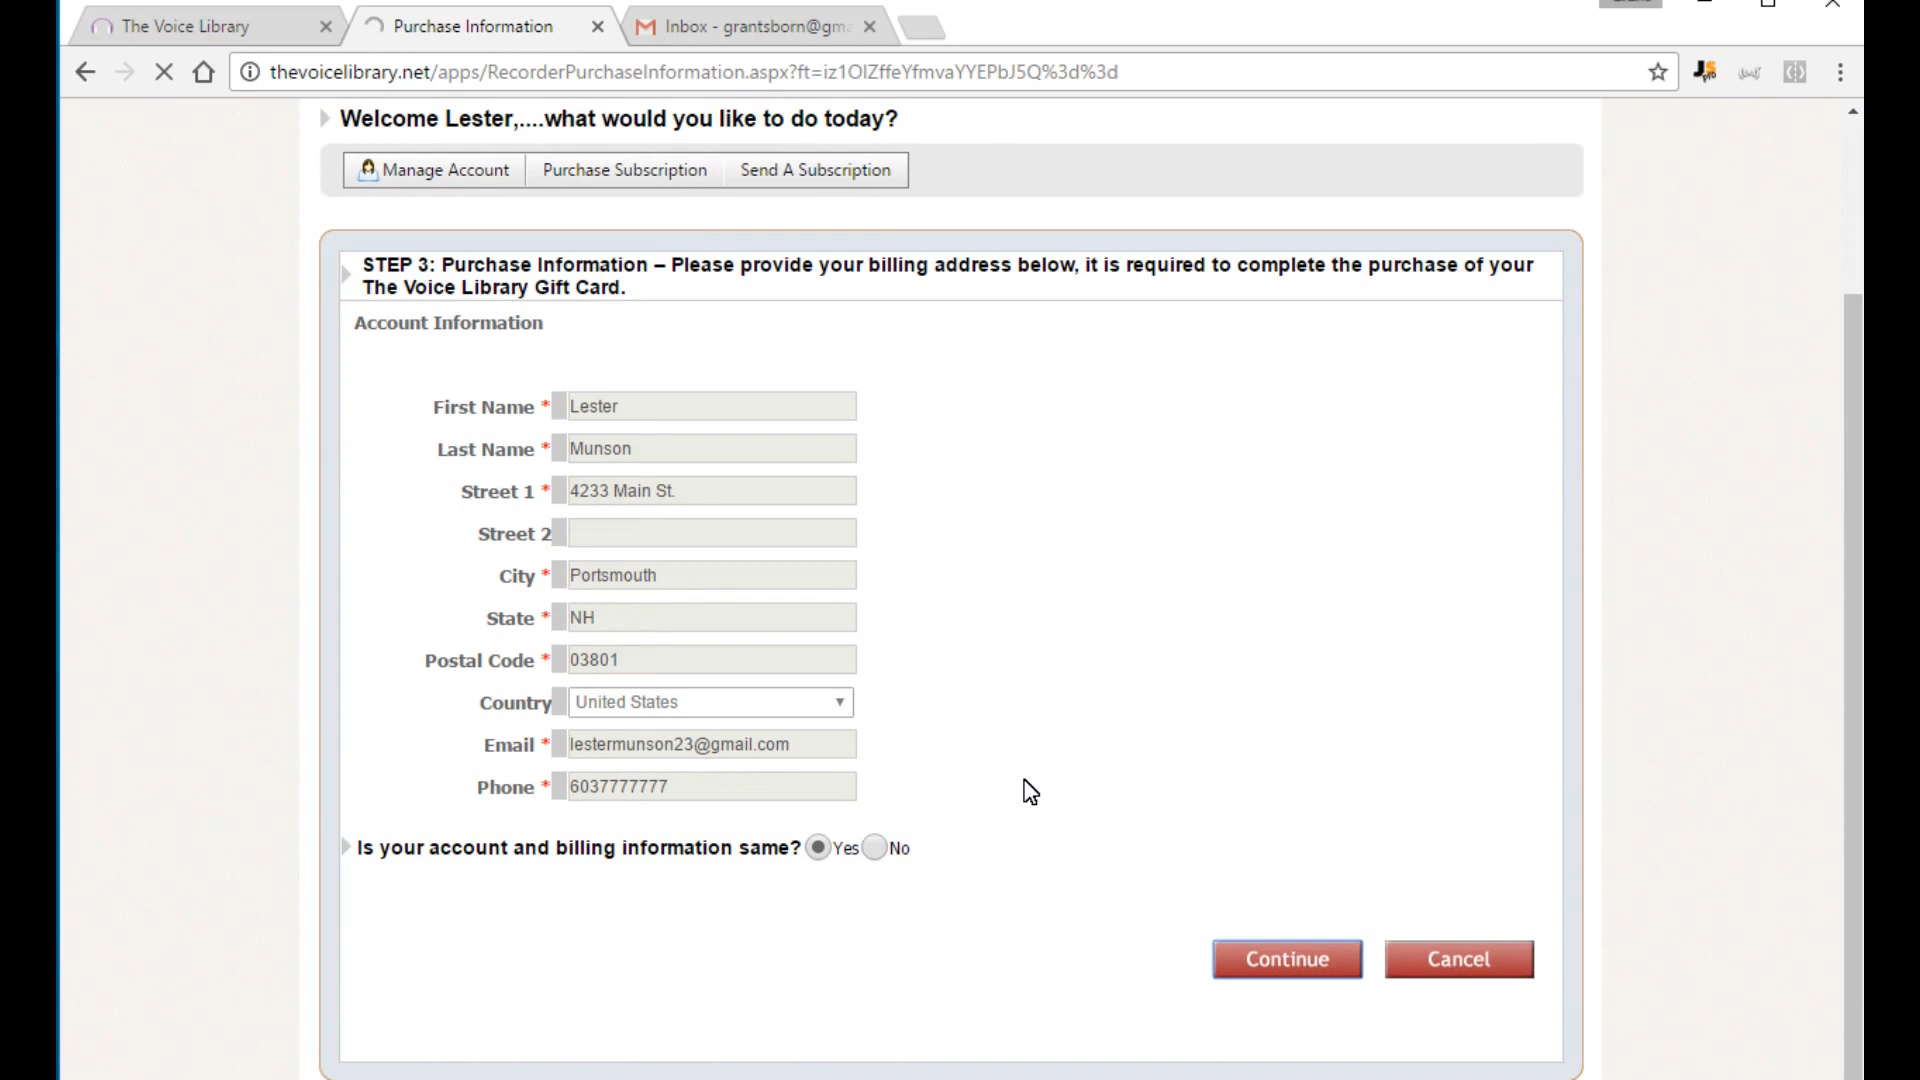 The Voice Library
Purchase Information
Inbox - grantsborn@gma
thevoicelibrary.net/apps/RecorderPurchaseInformation.aspx?ft=iz1OlZffeYfmvaYYEPbJ5Q%3d%3d
Welcome Lester,....what would you like to do today?
Manage Account
Purchase Subscription
Send A Subscription
STEP 3: Purchase Information – Please provide your billing address below, it is required to complete the purchase of your
The Voice Library Gift Card.
Account Information
First Name * Lester
Last Name * Munson
Street 1 * 4233 Main St.
Street 2
City * Portsmouth
State * NH
Postal Code * 03801
Country United States
Email * lestermunson23@gmail.com
Phone * 6037777777
Is your account and billing information same? Yes No
Continue
Cancel